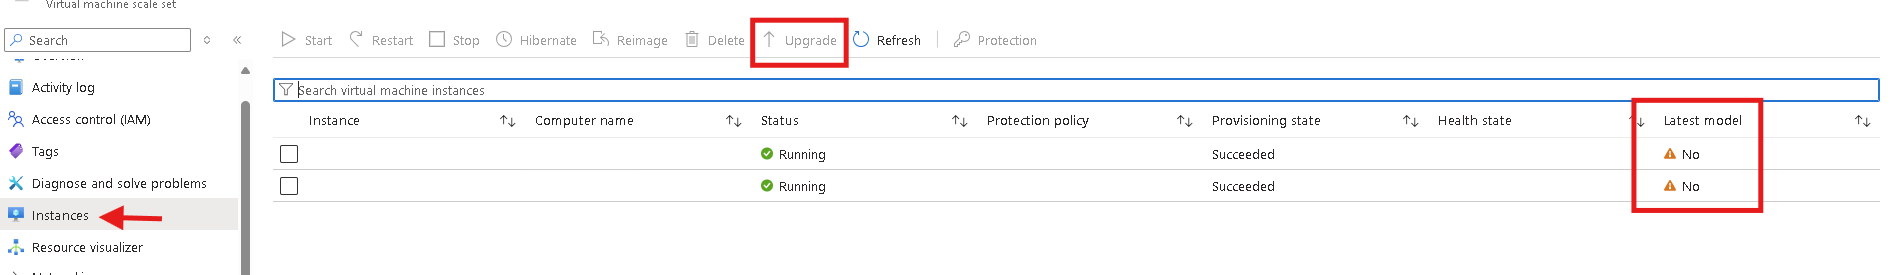 Virtual machine scale set
Search
Start Restart Stop Hibernate Reimage Delete Upgrade Refresh Protection
Overview
Activity log
Access control (IAM)
Tags
Diagnose and solve problems
Instances
Resource visualizer
Search virtual machine instances
Instance Computer name Status Protection policy Provisioning state Health state Latest model
Running Succeeded No
Running Succeeded No